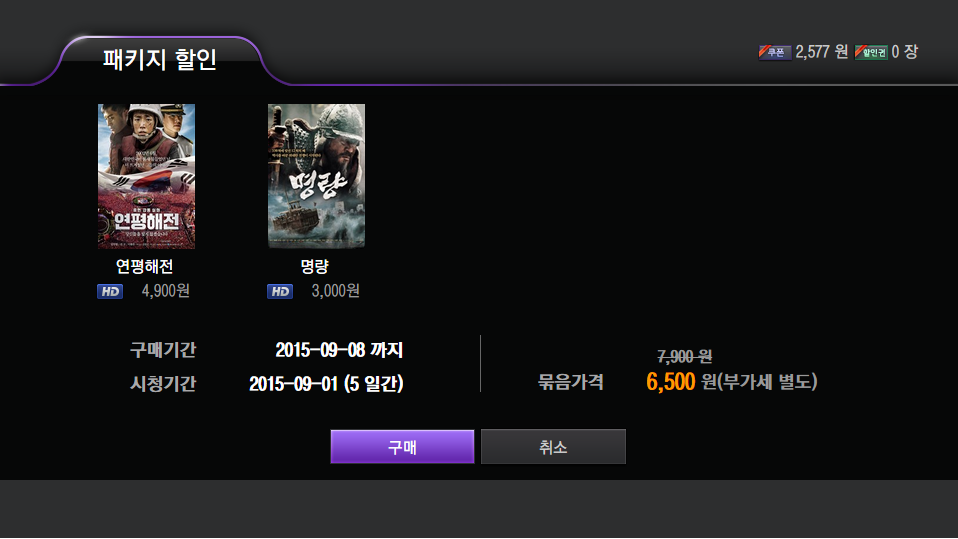 패키지 할인
쿠폰 2,577 원 할인권 0 장
연평해전
명량
연평해전
명량
HD 4,900원
HD 3,000원
구매기간 2015-09-08 까지
7,900 원
시청기간 2015-09-01 (5 일간)
묶음가격 6,500 원(부가세 별도)
구매
취소